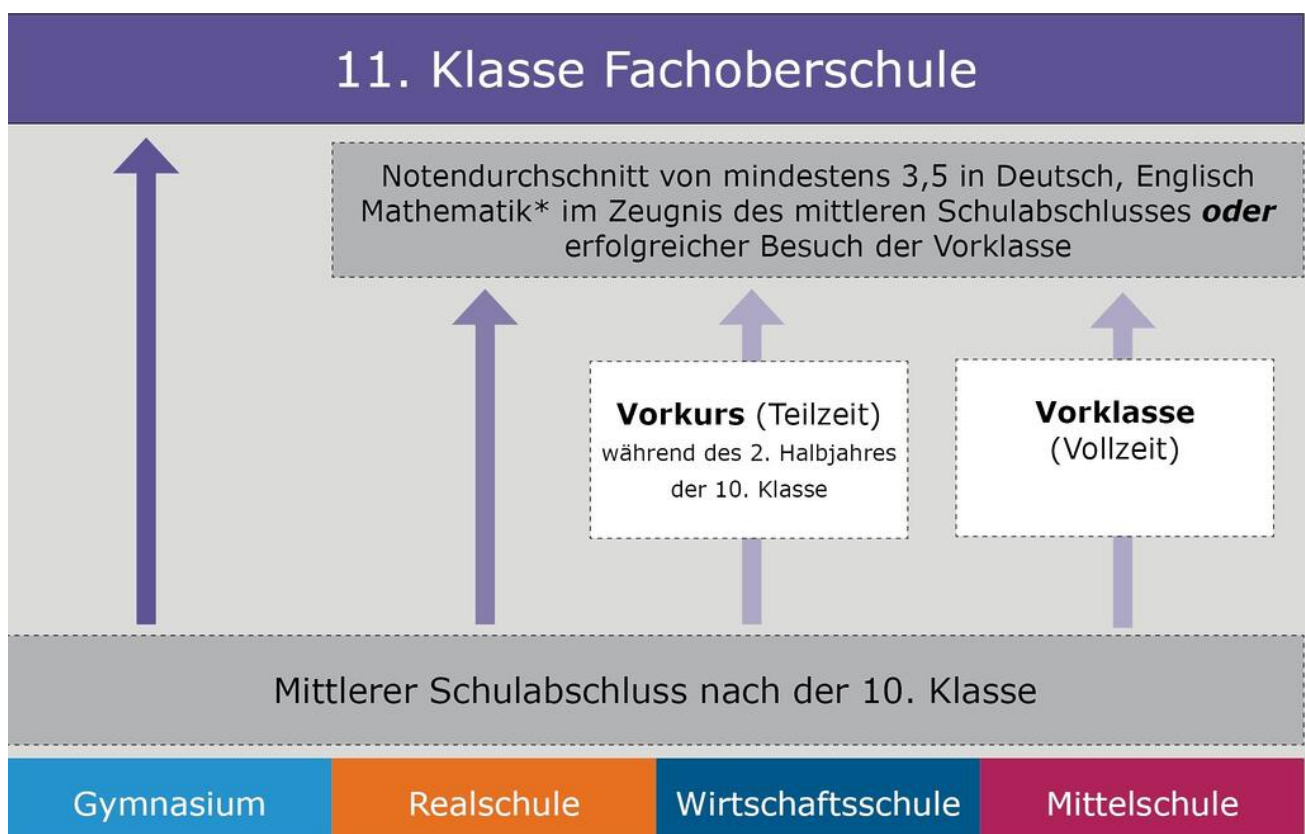 11. Klasse Fachoberschule
Notendurchschnitt von mindestens 3,5 in Deutsch, Englisch
Mathematik* im Zeugnis des mittleren Schulabschlusses oder
erfolgreicher Besuch der Vorklasse
Vorkurs (Teilzeit)
während des 2. Halbjahres
der 10. Klasse
Vorklasse
(Vollzeit)
Mittlerer Schulabschluss nach der 10. Klasse
Gymnasium
Realschule
Wirtschaftsschule
Mittelschule